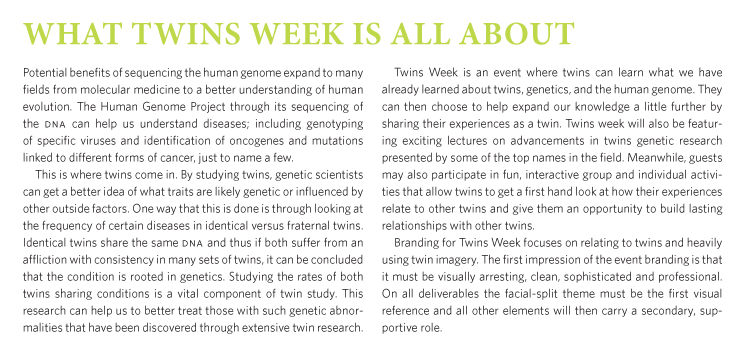 WHAT TWINS WEEK IS ALL ABOUT
Potential benefits of sequencing the human genome expand to many
fields from molecular medicine to a better understanding of human
evolution. The Human Genome Project through its sequencing of
the DNA can help us understand diseases; including genotyping
of specific viruses and identification of oncogenes and mutations
linked to different forms of cancer, just to name a few.
This is where twins come in. By studying twins, genetic scientists
can get a better idea of what traits are likely genetic or influenced by
other outside factors. One way that this is done is through looking at
the frequency of certain diseases in identical versus fraternal twins.
Identical twins share the same DNA and thus if both suffer from an
affliction with consistency in many sets of twins, it can be concluded
that the condition is rooted in genetics. Studying the rates of both
twins sharing conditions is a vital component of twin study. This
research can help us to better treat those with such genetic abnor-
malities that have been discovered through extensive twin research.
Twins Week is an event where twins can learn what we have
already learned about twins, genetics, and the human genome. They
can then choose to help expand our knowledge a little further by
sharing their experiences as a twin. Twins week will also be featur-
ing exciting lectures on advancements in twins genetic research
presented by some of the top names in the field. Meanwhile, guests
may also participate in fun, interactive group and individual activi-
ties that allow twins to get a first hand look at how their experiences
relate to other twins and give them an opportunity to build lasting
relationships with other twins.
Branding for Twins Week focuses on relating to twins and heavily
using twin imagery. The first impression of the event branding is that
it must be visually arresting, clean, sophisticated and professional.
On all deliverables the facial-split theme must be the first visual
reference and all other elements will then carry a secondary, sup-
portive role.